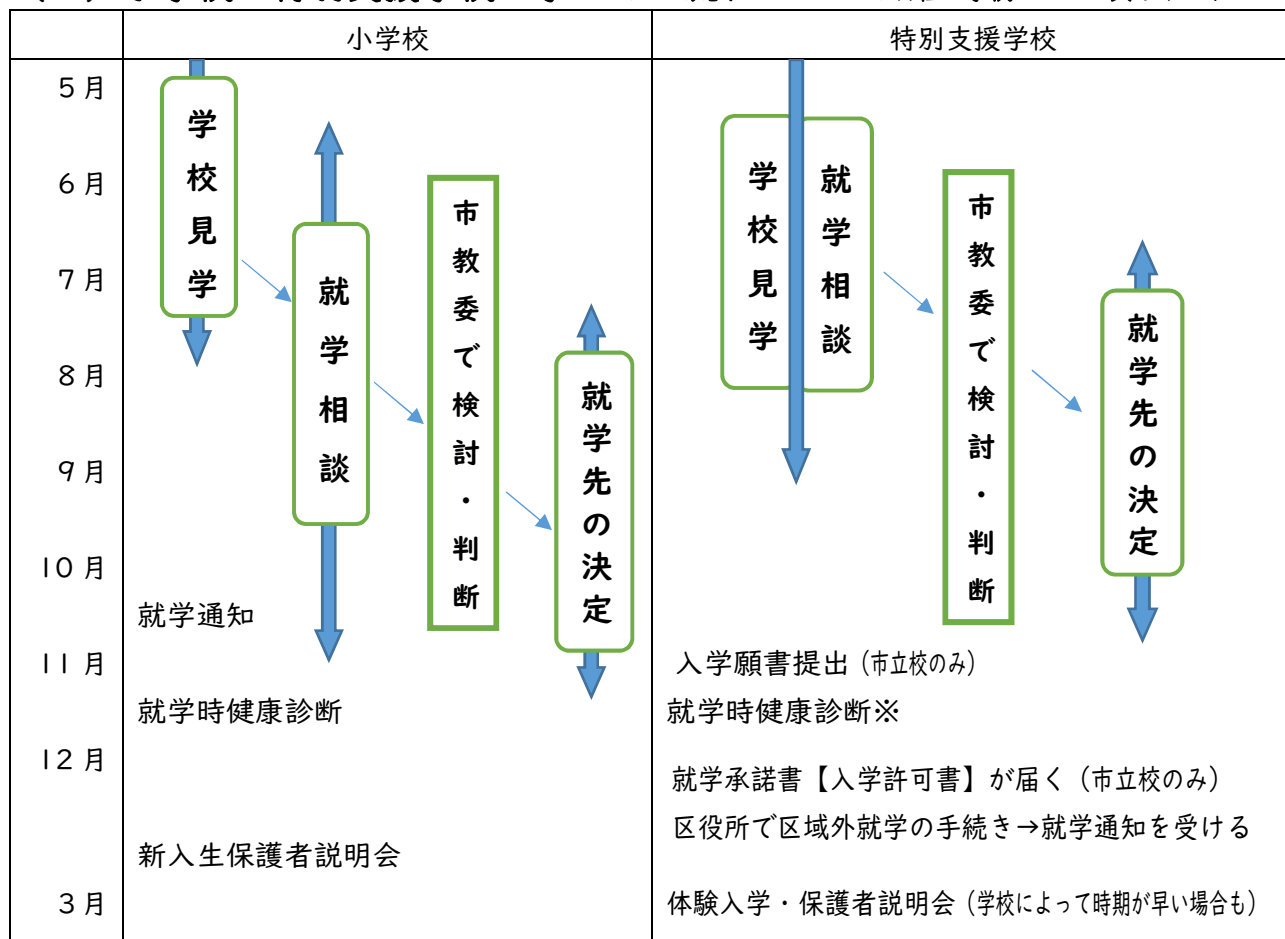 小学校
特別支援学校
5月
6月
7月
8月
9月
10月
11月
12月
3月
学校見学
就学相談
市教委で検討・判断
就学先の決定
就学通知
就学時健康診断
新入生保護者説明会
学校見学
就学相談
市教委で検討・判断
就学先の決定
入学願書提出（市立校のみ）
就学時健康診断※
就学承諾書【入学許可書】が届く（市立校のみ）
区役所で区域外就学の手続き→就学通知を受ける
体験入学・保護者説明会（学校によって時期が早い場合も）